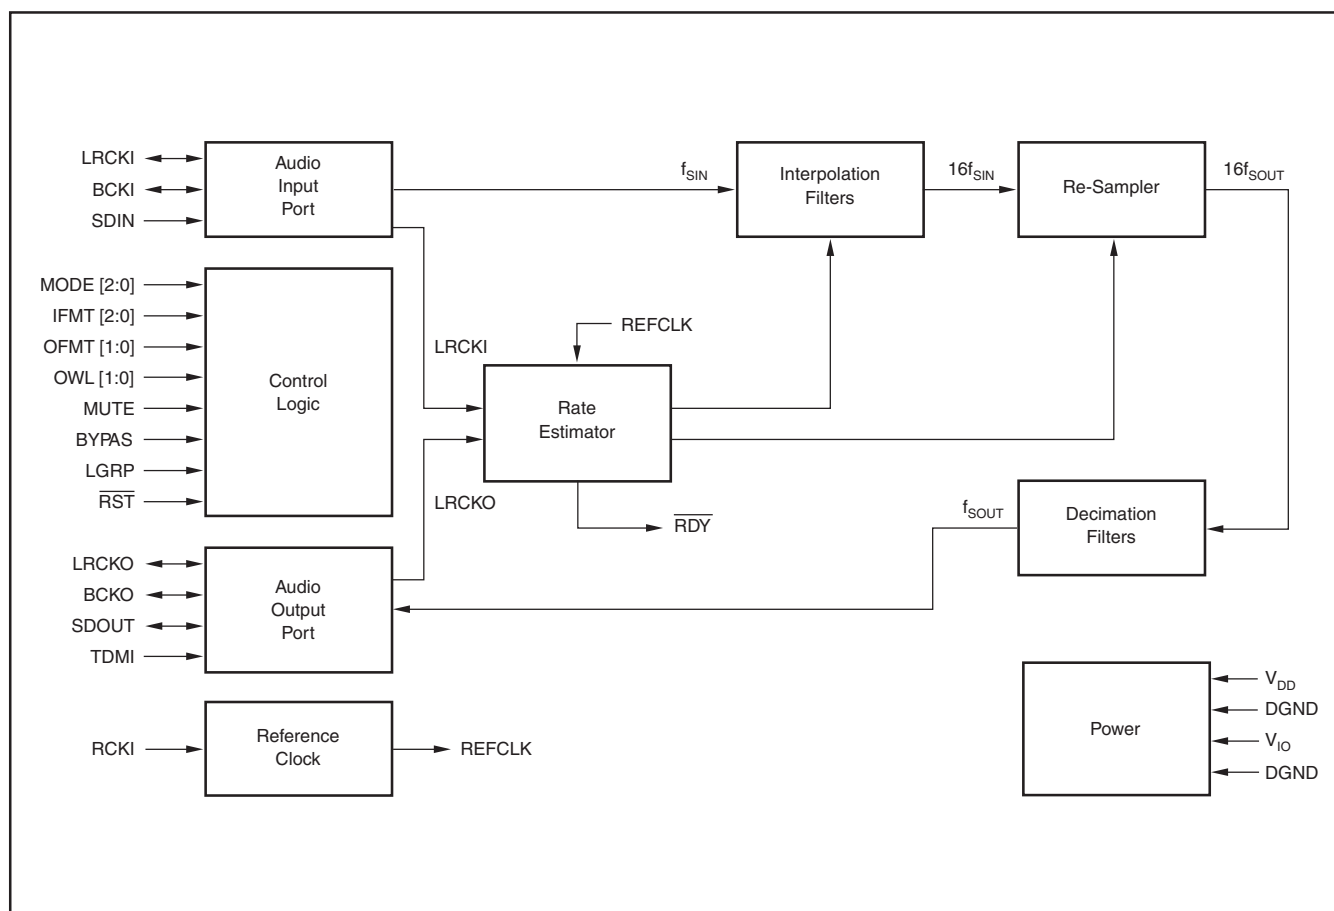 LRCKI
BCKI
SDIN
Audio
Input
Port
f_SIN
Interpolation
Filters
16f_SIN
Re-Sampler
16f_SOUT
MODE [2:0]
IFMT [2:0]
OFMT [1:0]
OWL [1:0]
MUTE
BYPAS
LGRP
R̅S̅T̅
Control
Logic
LRCKI
REFCLK
Rate
Estimator
LRCKO
R̅D̅Y̅
f_SOUT
Decimation
Filters
LRCKO
BCKO
SDOUT
TDMI
Audio
Output
Port
RCKI
Reference
Clock
REFCLK
Power
V_DD
DGND
V_IO
DGND